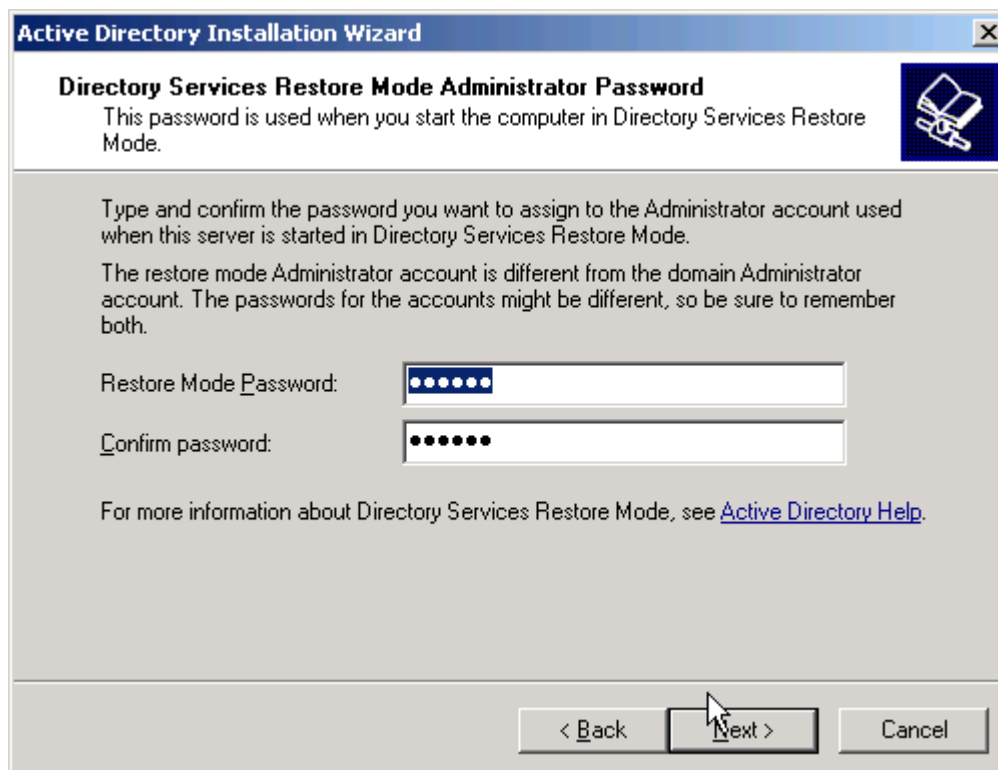 Active Directory Installation Wizard
Directory Services Restore Mode Administrator Password
This password is used when you start the computer in Directory Services Restore
Mode.
Type and confirm the password you want to assign to the Administrator account used
when this server is started in Directory Services Restore Mode.
The restore mode Administrator account is different from the domain Administrator
account. The passwords for the accounts might be different, so be sure to remember
both.
Restore Mode Password: ●●●●●●
Confirm password: ●●●●●●
For more information about Directory Services Restore Mode, see Active Directory Help.
< Back Next > Cancel